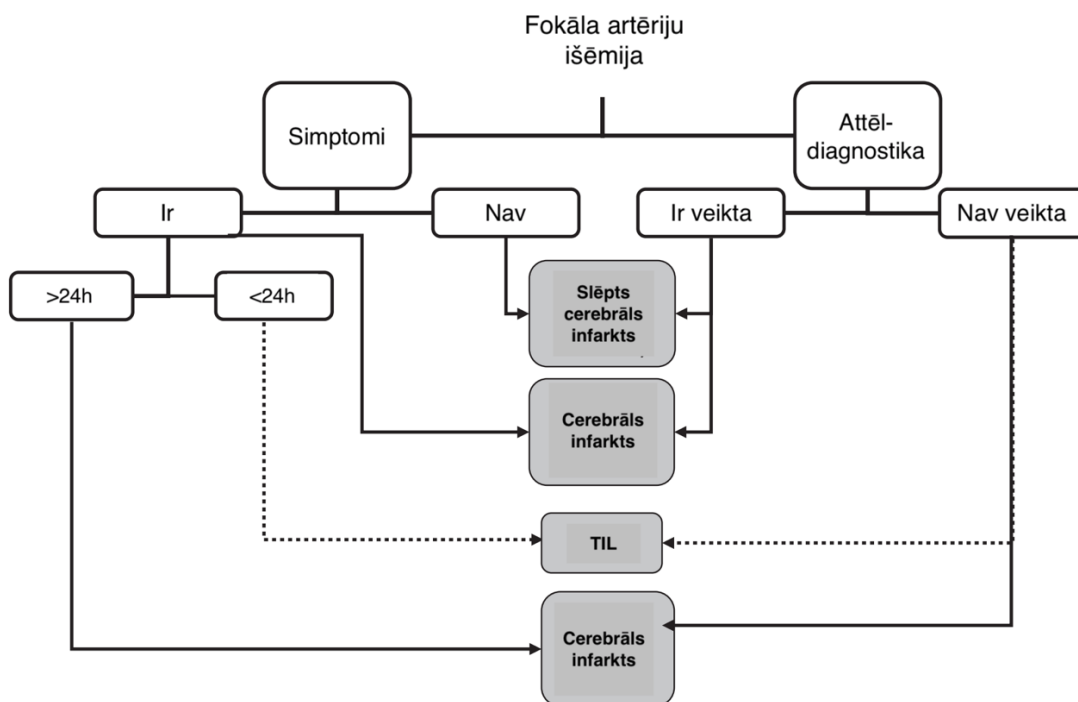 Fokāla artēriju
išēmija
Simptomi
Attēl-
diagnostika
Ir
Nav
Ir veikta
Nav veikta
>24h
<24h
Slēpts
cerebrāls
infarkts
Cerebrāls
infarkts
TIL
Cerebrāls
infarkts